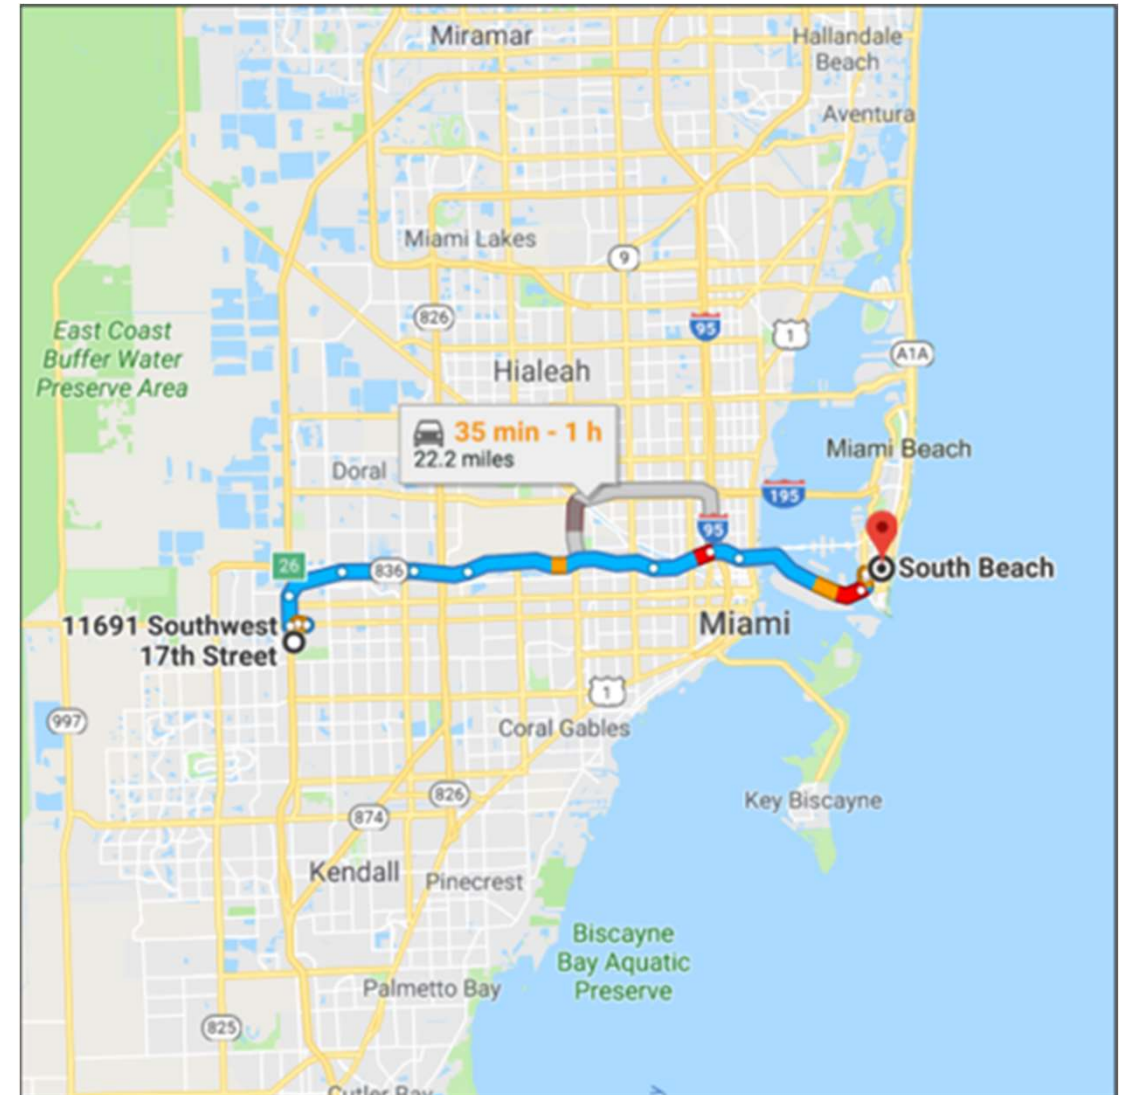 Miramar
Hallandale
Beach
Aventura
Miami Lakes
9
826
95
1
East Coast
Buffer Water
Preserve Area
A1A
Hialeah
35 min - 1 h
22.2 miles
Miami Beach
Doral
195
95
26
836
South Beach
11691 Southwest
17th Street
Miami
1
997
Coral Gables
826
Key Biscayne
874
Kendall
Pinecrest
Biscayne
Bay Aquatic
Preserve
Palmetto Bay
825
Cutler Bay